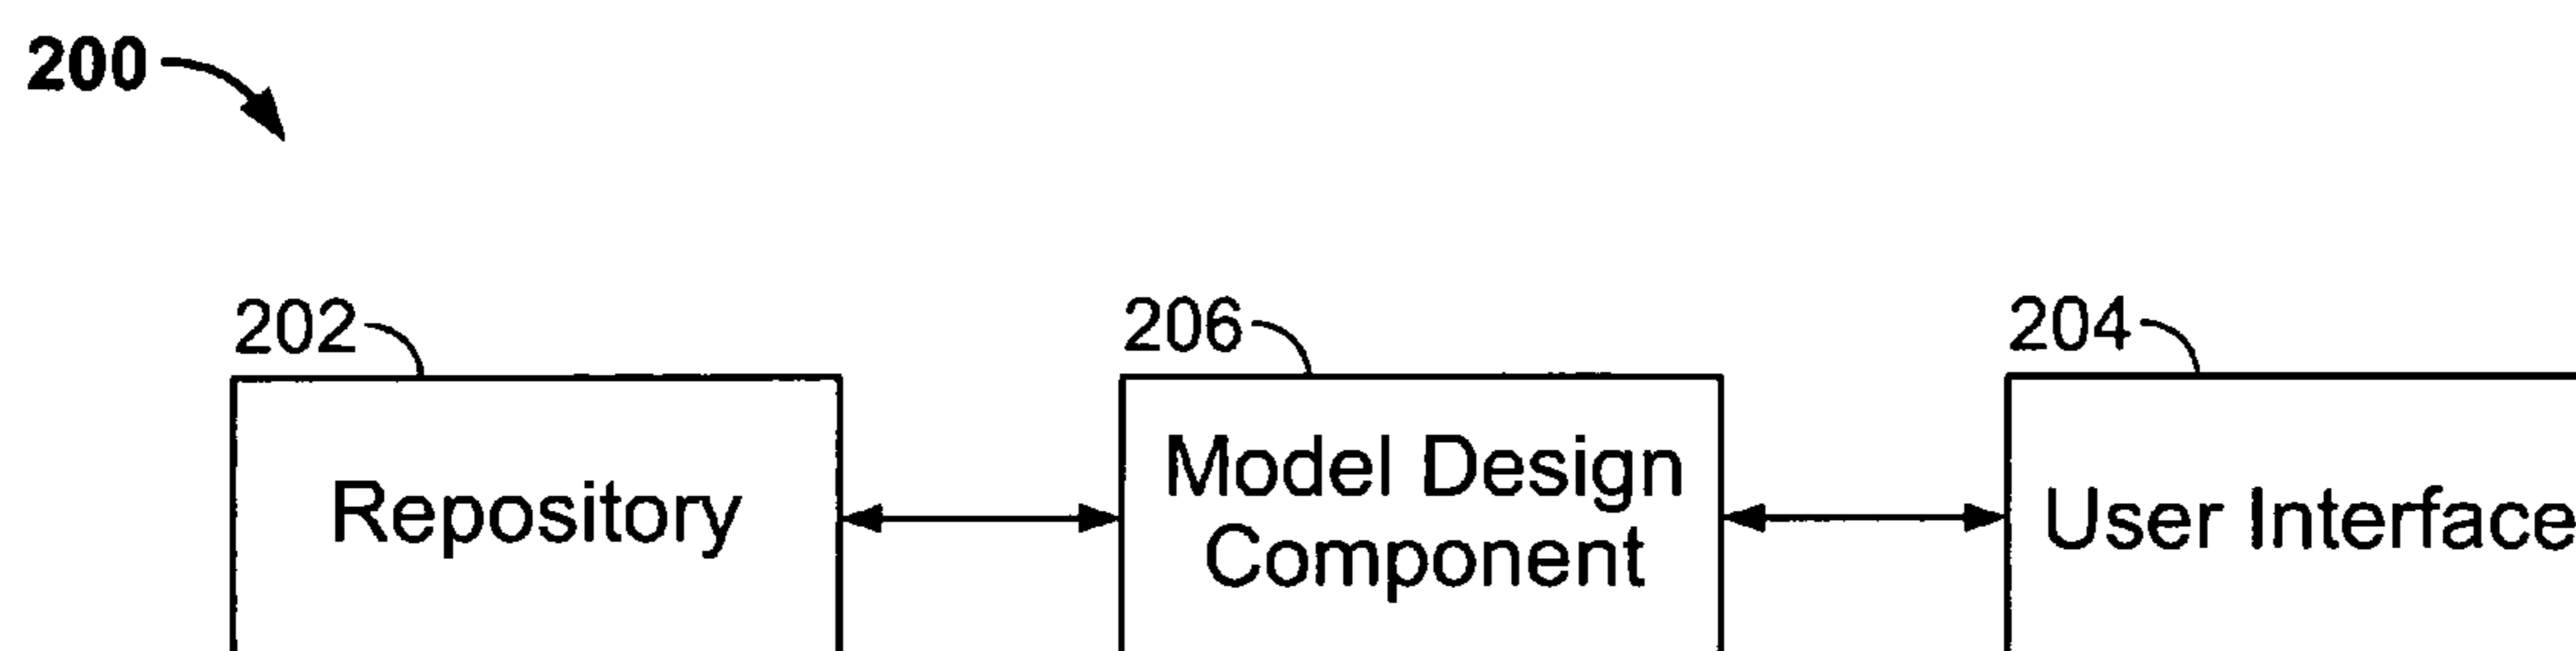 200
202
206
204
Repository
Model Design
Component
User Interface